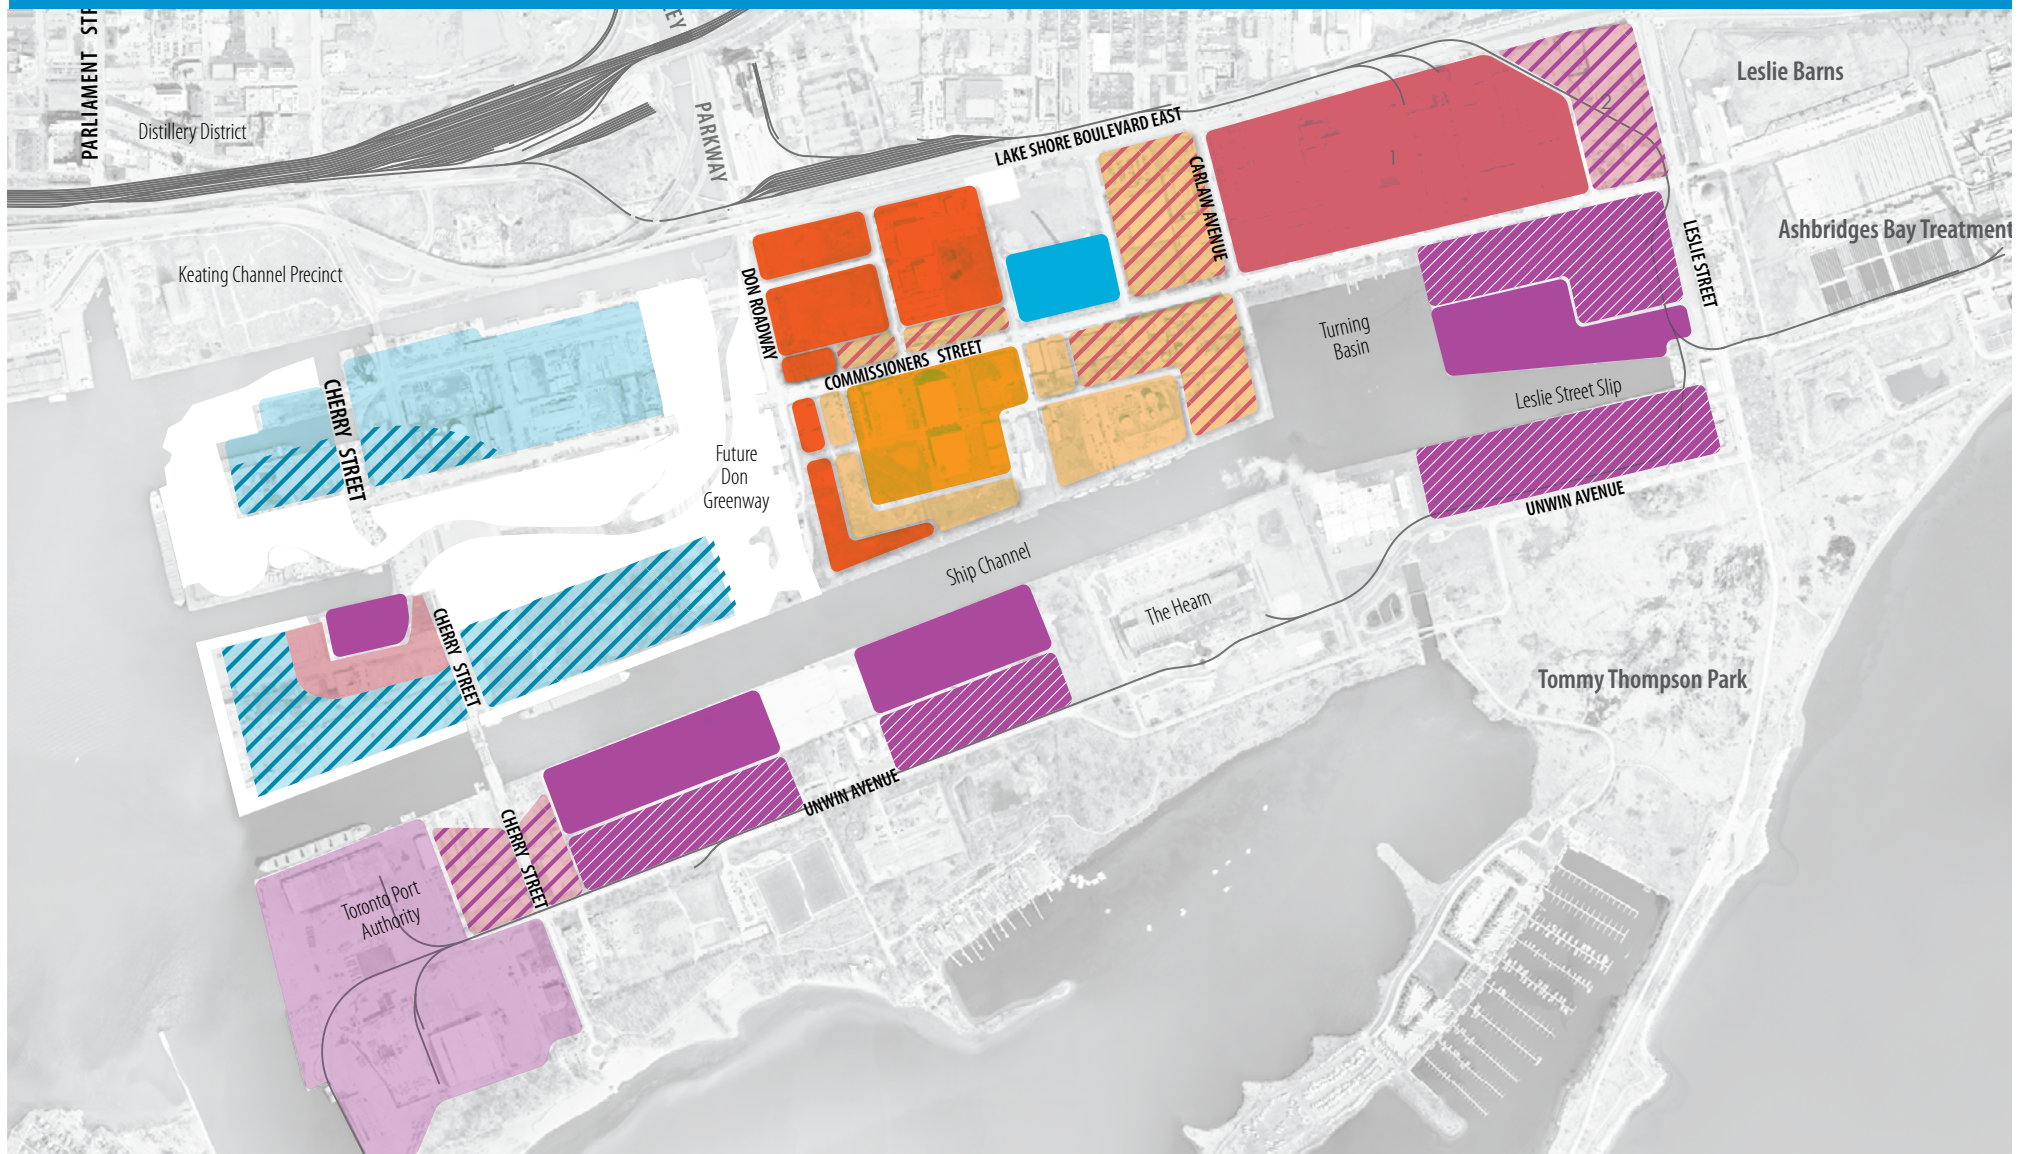 PARLIAMENT STR
LEY
PARKWAY
Distillery District
Leslie Barns
LAKE SHORE BOULEVARD EAST
CARLAW AVENUE
1
2
LESLIE STREET
Ashbridges Bay Treatment
Keating Channel Precinct
DON ROADWAY
COMMISSIONERS STREET
Turning
Basin
Leslie Street Slip
CHERRY STREET
Future
Don
Greenway
UNWIN AVENUE
Ship Channel
The Hearn
CHERRY STREET
Tommy Thompson Park
UNWIN AVENUE
CHERRY STREET
Toronto Port
Authority